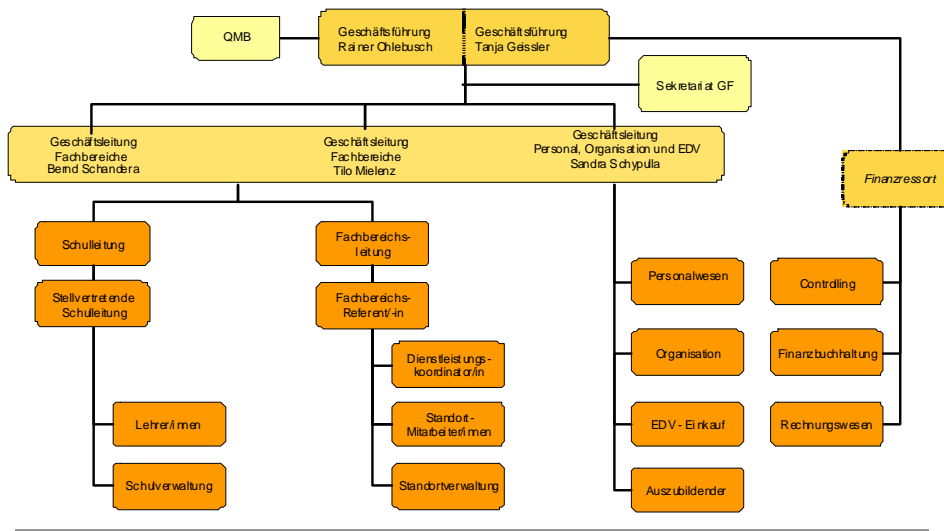 QMB
Geschäftsführung
Rainer Ohlebusch
Geschäftsführung
Tanja Geissler
Sekretariat GF
Geschäftsleitung
Fachbereiche
Bernd Schandera
Geschäftsleitung
Fachbereiche
Tilo Mielenz
Geschäftsleitung
Personal, Organisation und EDV
Sandra Schypulla
Finanzressort
Schulleitung
Fachbereichs-
leitung
Stellvertretende
Schulleitung
Fachbereichs-
Referent/-in
Personalwesen
Controlling
Dienstleistungs-
koordinator/in
Organisation
Finanzbuchhaltung
Lehrer/innen
Standort-
Mitarbeiter/innen
EDV - Einkauf
Rechnungswesen
Schulverwaltung
Standortverwaltung
Auszubildender